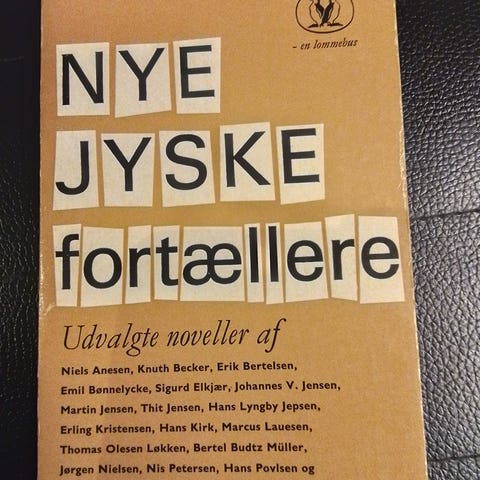 - en lommehus
NYE
JYSKE
fortællere
Udvalgte noveller af
Niels Anesen, Knuth Becker, Erik Bertelsen,
Emil Bønnelycke, Sigurd Elkjær, Johannes V. Jensen,
Martin Jensen, Thit Jensen, Hans Lyngby Jepsen,
Erling Kristensen, Hans Kirk, Marcus Lauesen,
Thomas Olesen Løkken, Bertel Budtz Müller,
Jørgen Nielsen, Nis Petersen, Hans Povlsen og